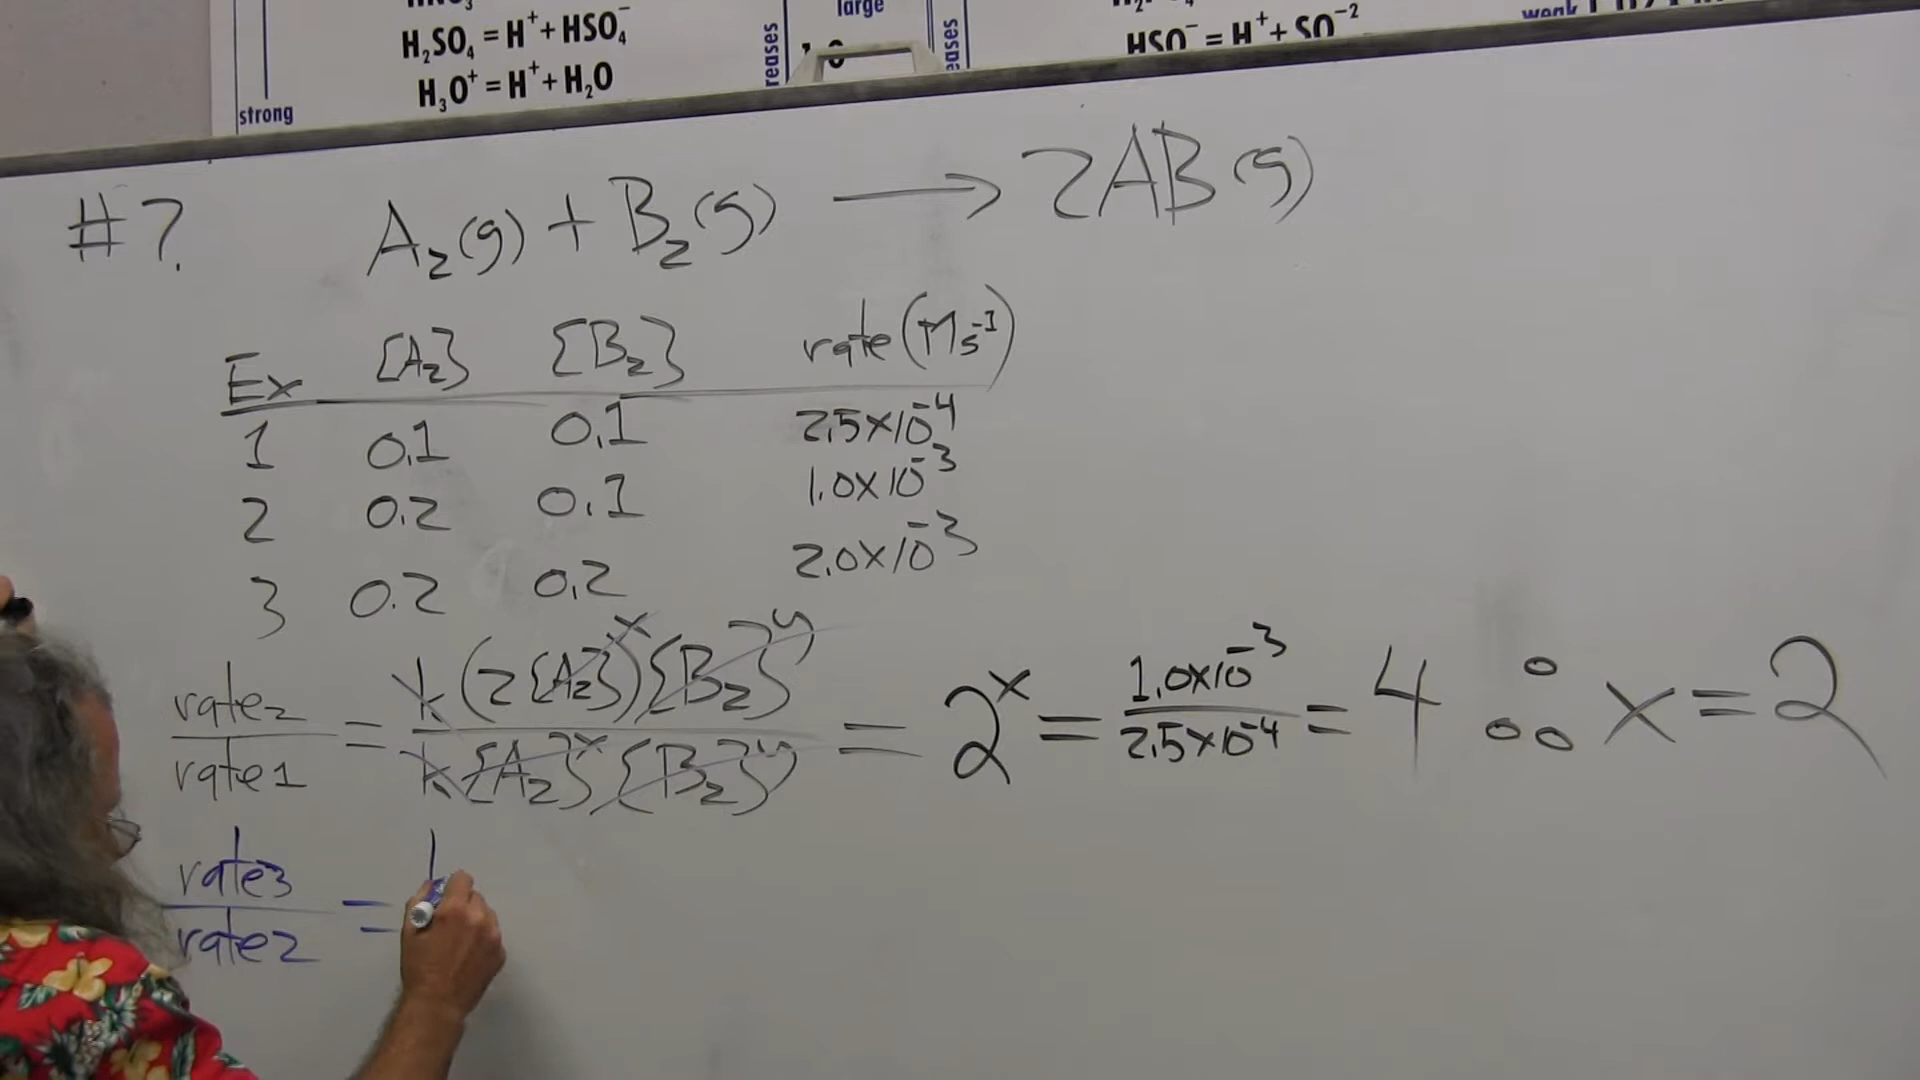 H₂SO₄ = H⁺ + HSO₄⁻
H₃O⁺ = H⁺ + H₂O
strong
reases
large
eases
HSO⁻ = H⁺ + SO⁻²
weak
#7. A₂(g) + B₂(g) → 2AB(g)
Ex [A₂] [B₂] rate (Ms⁻¹)
1 0.1 0.1 2.5×10⁻⁴
2 0.2 0.1 1.0×10⁻³
3 0.2 0.2 2.0×10⁻³
rate2/rate1 = k(2[A₂])ˣ[B₂]ʸ / k[A₂]ˣ[B₂]ʸ = 2ˣ = 1.0×10⁻³/2.5×10⁻⁴ = 4 ∴ x = 2
rate3/rate2 =